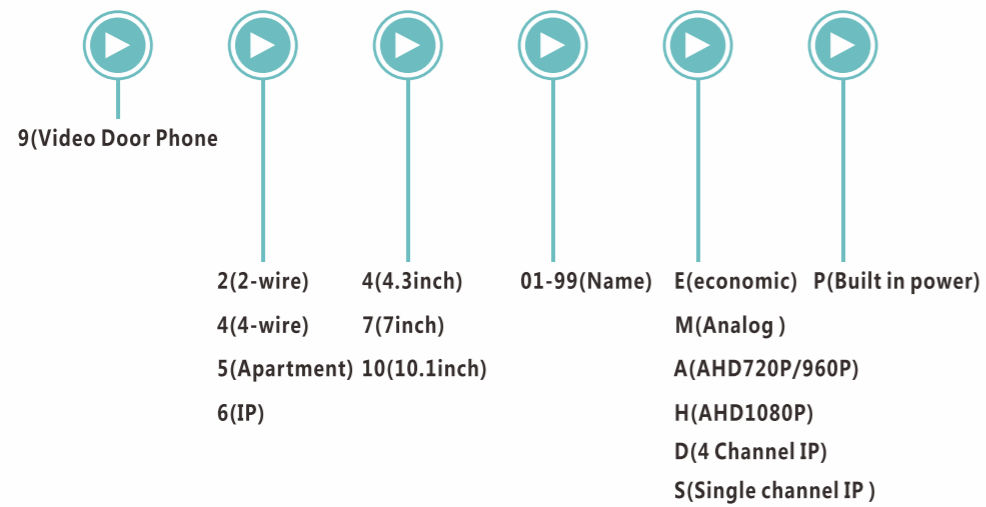 9(Video Door Phone
2(2-wire) 4(4.3inch) 01-99(Name) E(economic) P(Built in power)
4(4-wire) 7(7inch) M(Analog )
5(Apartment) 10(10.1inch) A(AHD720P/960P)
6(IP) H(AHD1080P)
D(4 Channel IP)
S(Single channel IP )